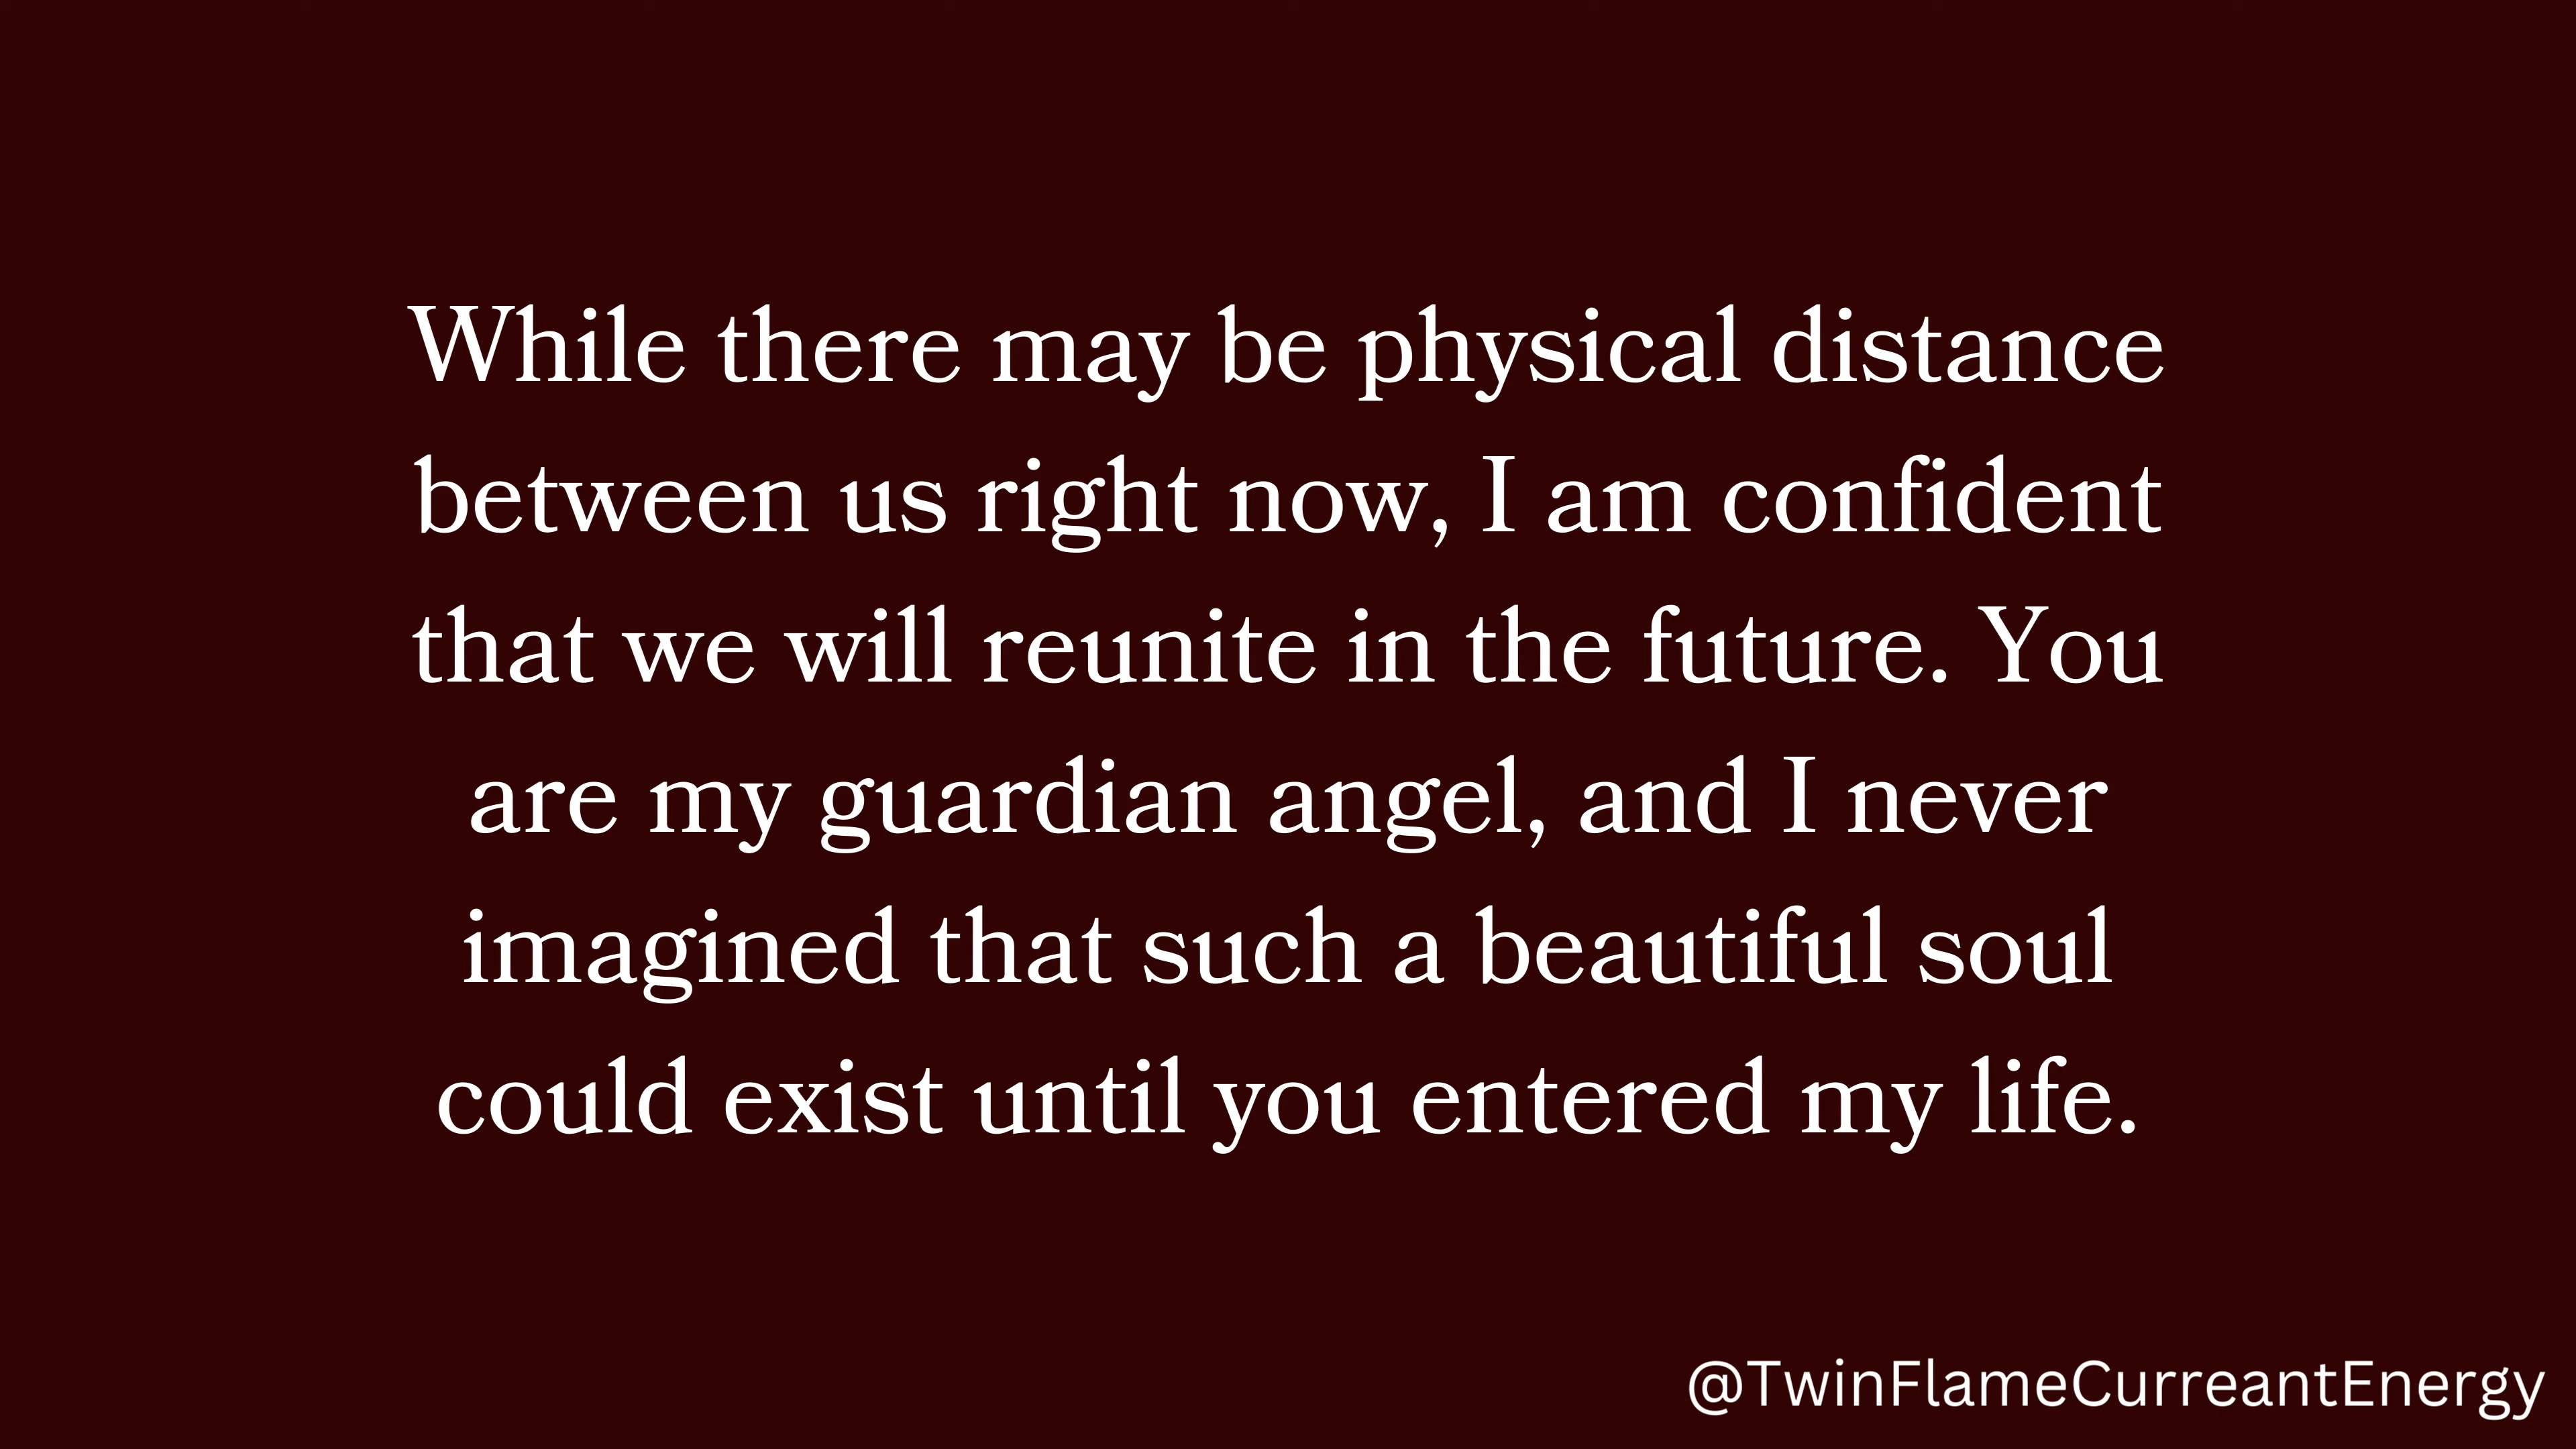 While there may be physical distance
between us right now, I am confident
that we will reunite in the future. You
are my guardian angel, and I never
imagined that such a beautiful soul
could exist until you entered my life.
@TwinFlameCurreantEnergy